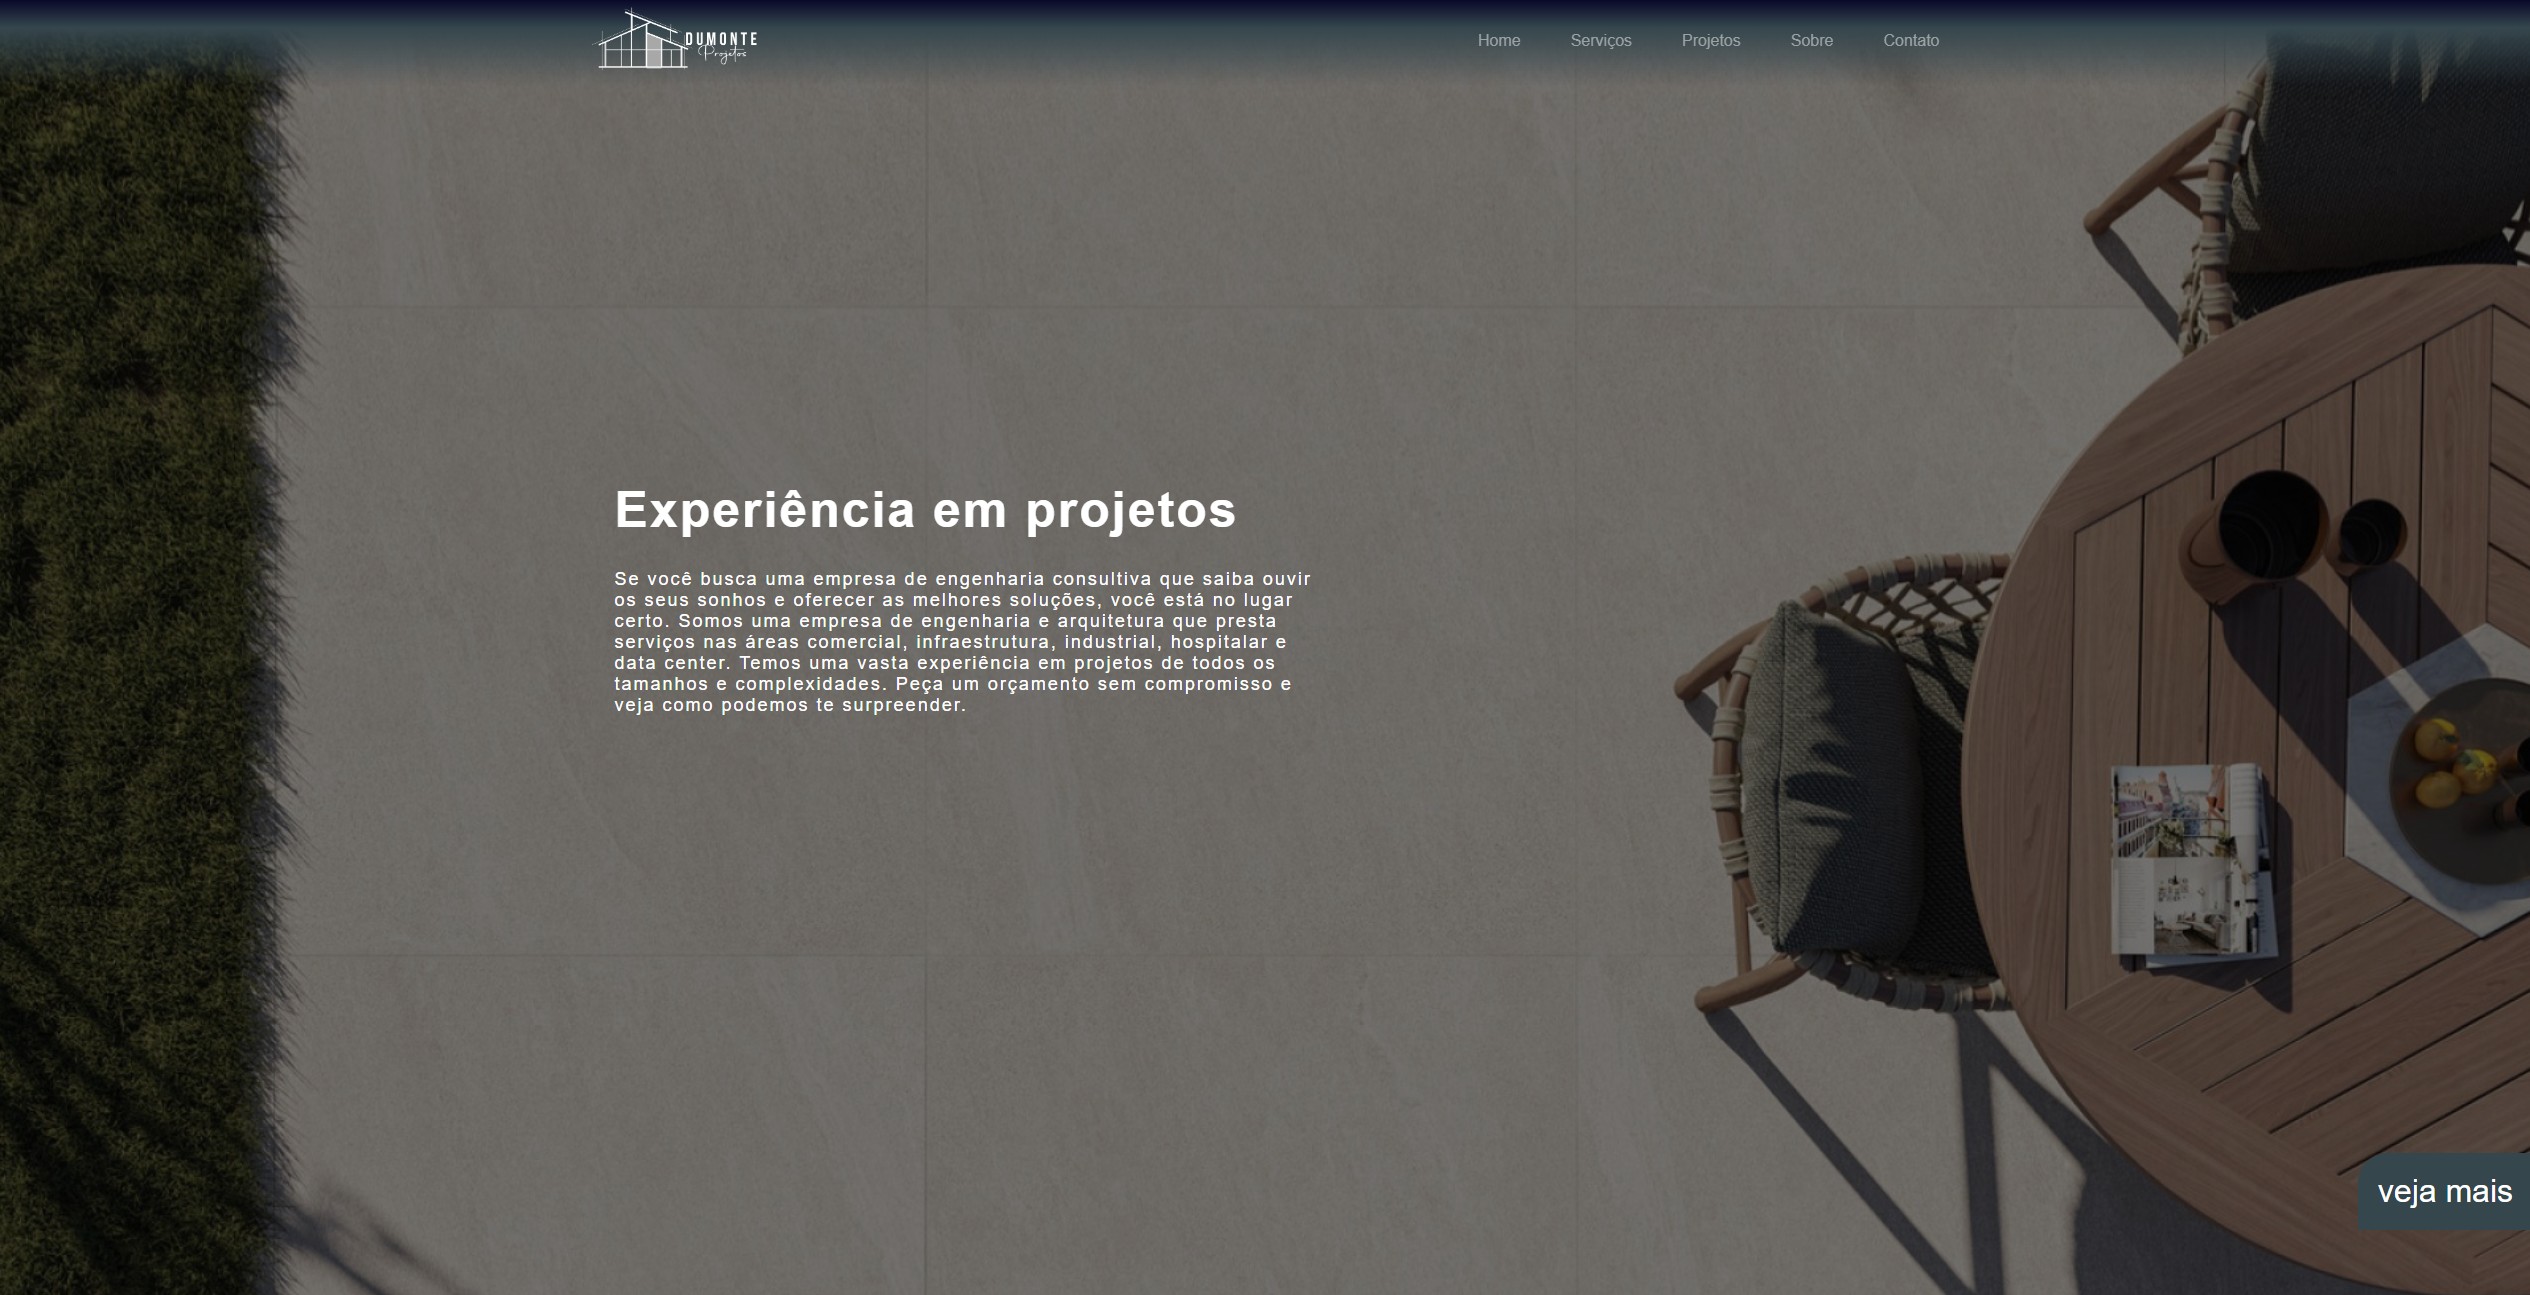 DUMONTE
Projetos
Home Serviços Projetos Sobre Contato
Experiência em projetos
Se você busca uma empresa de engenharia consultiva que saiba ouvir
os seus sonhos e oferecer as melhores soluções, você está no lugar
certo. Somos uma empresa de engenharia e arquitetura que presta
serviços nas áreas comercial, infraestrutura, industrial, hospitalar e
data center. Temos uma vasta experiência em projetos de todos os
tamanhos e complexidades. Peça um orçamento sem compromisso e
veja como podemos te surpreender.
veja mais